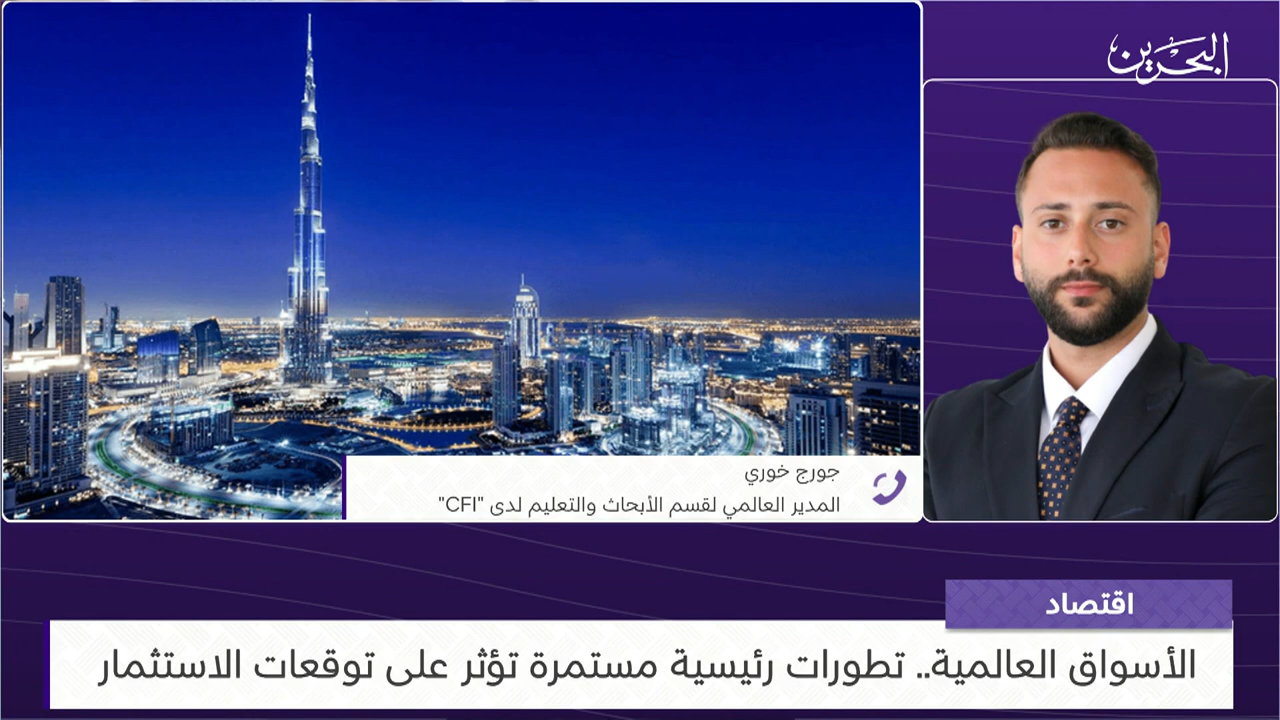 البحرين
جورج خوري
المدير العالمي لقسم الأبحاث والتعليم لدى "CFI"
اقتصاد
الأسواق العالمية.. تطورات رئيسية مستمرة تؤثر على توقعات الاستثمار